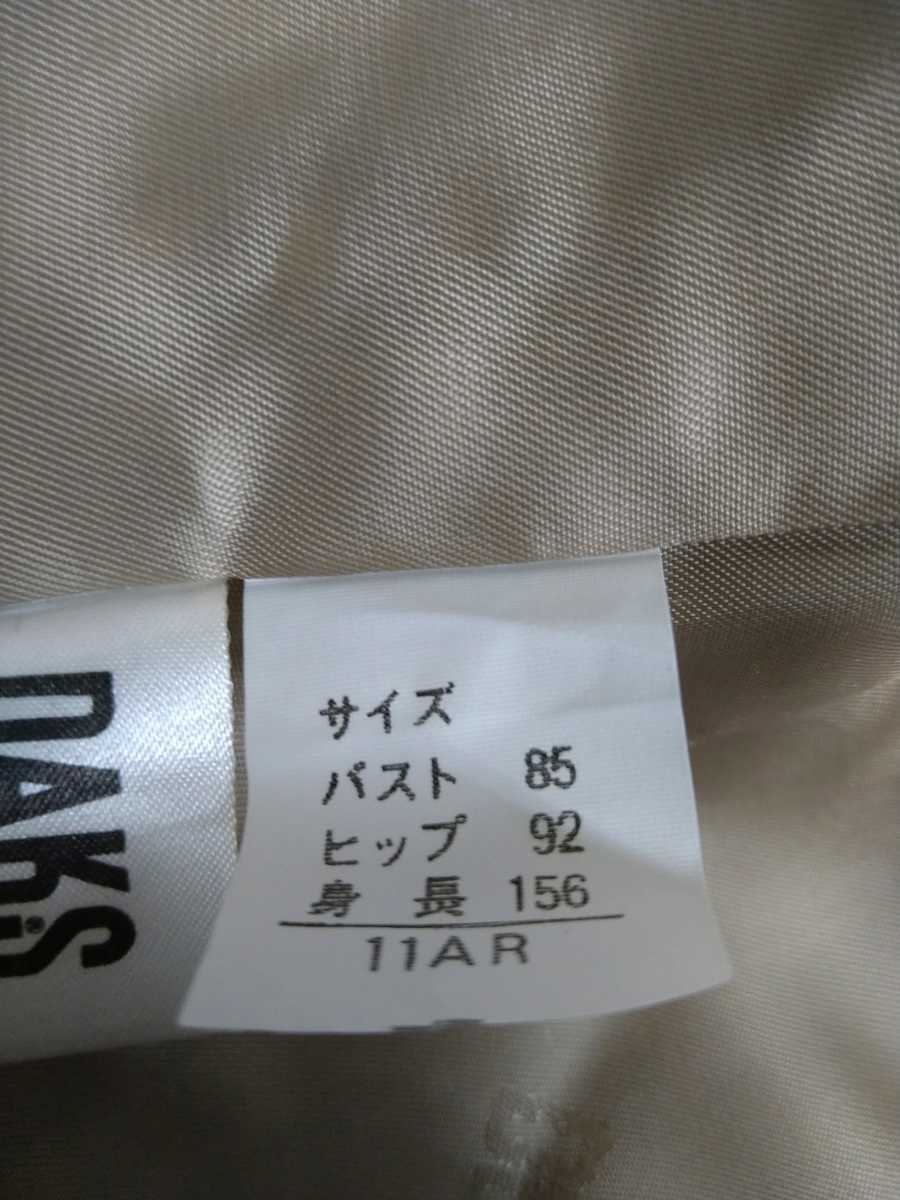 DAKS
サイズ
バスト 85
ヒップ 92
身長 156
11AR